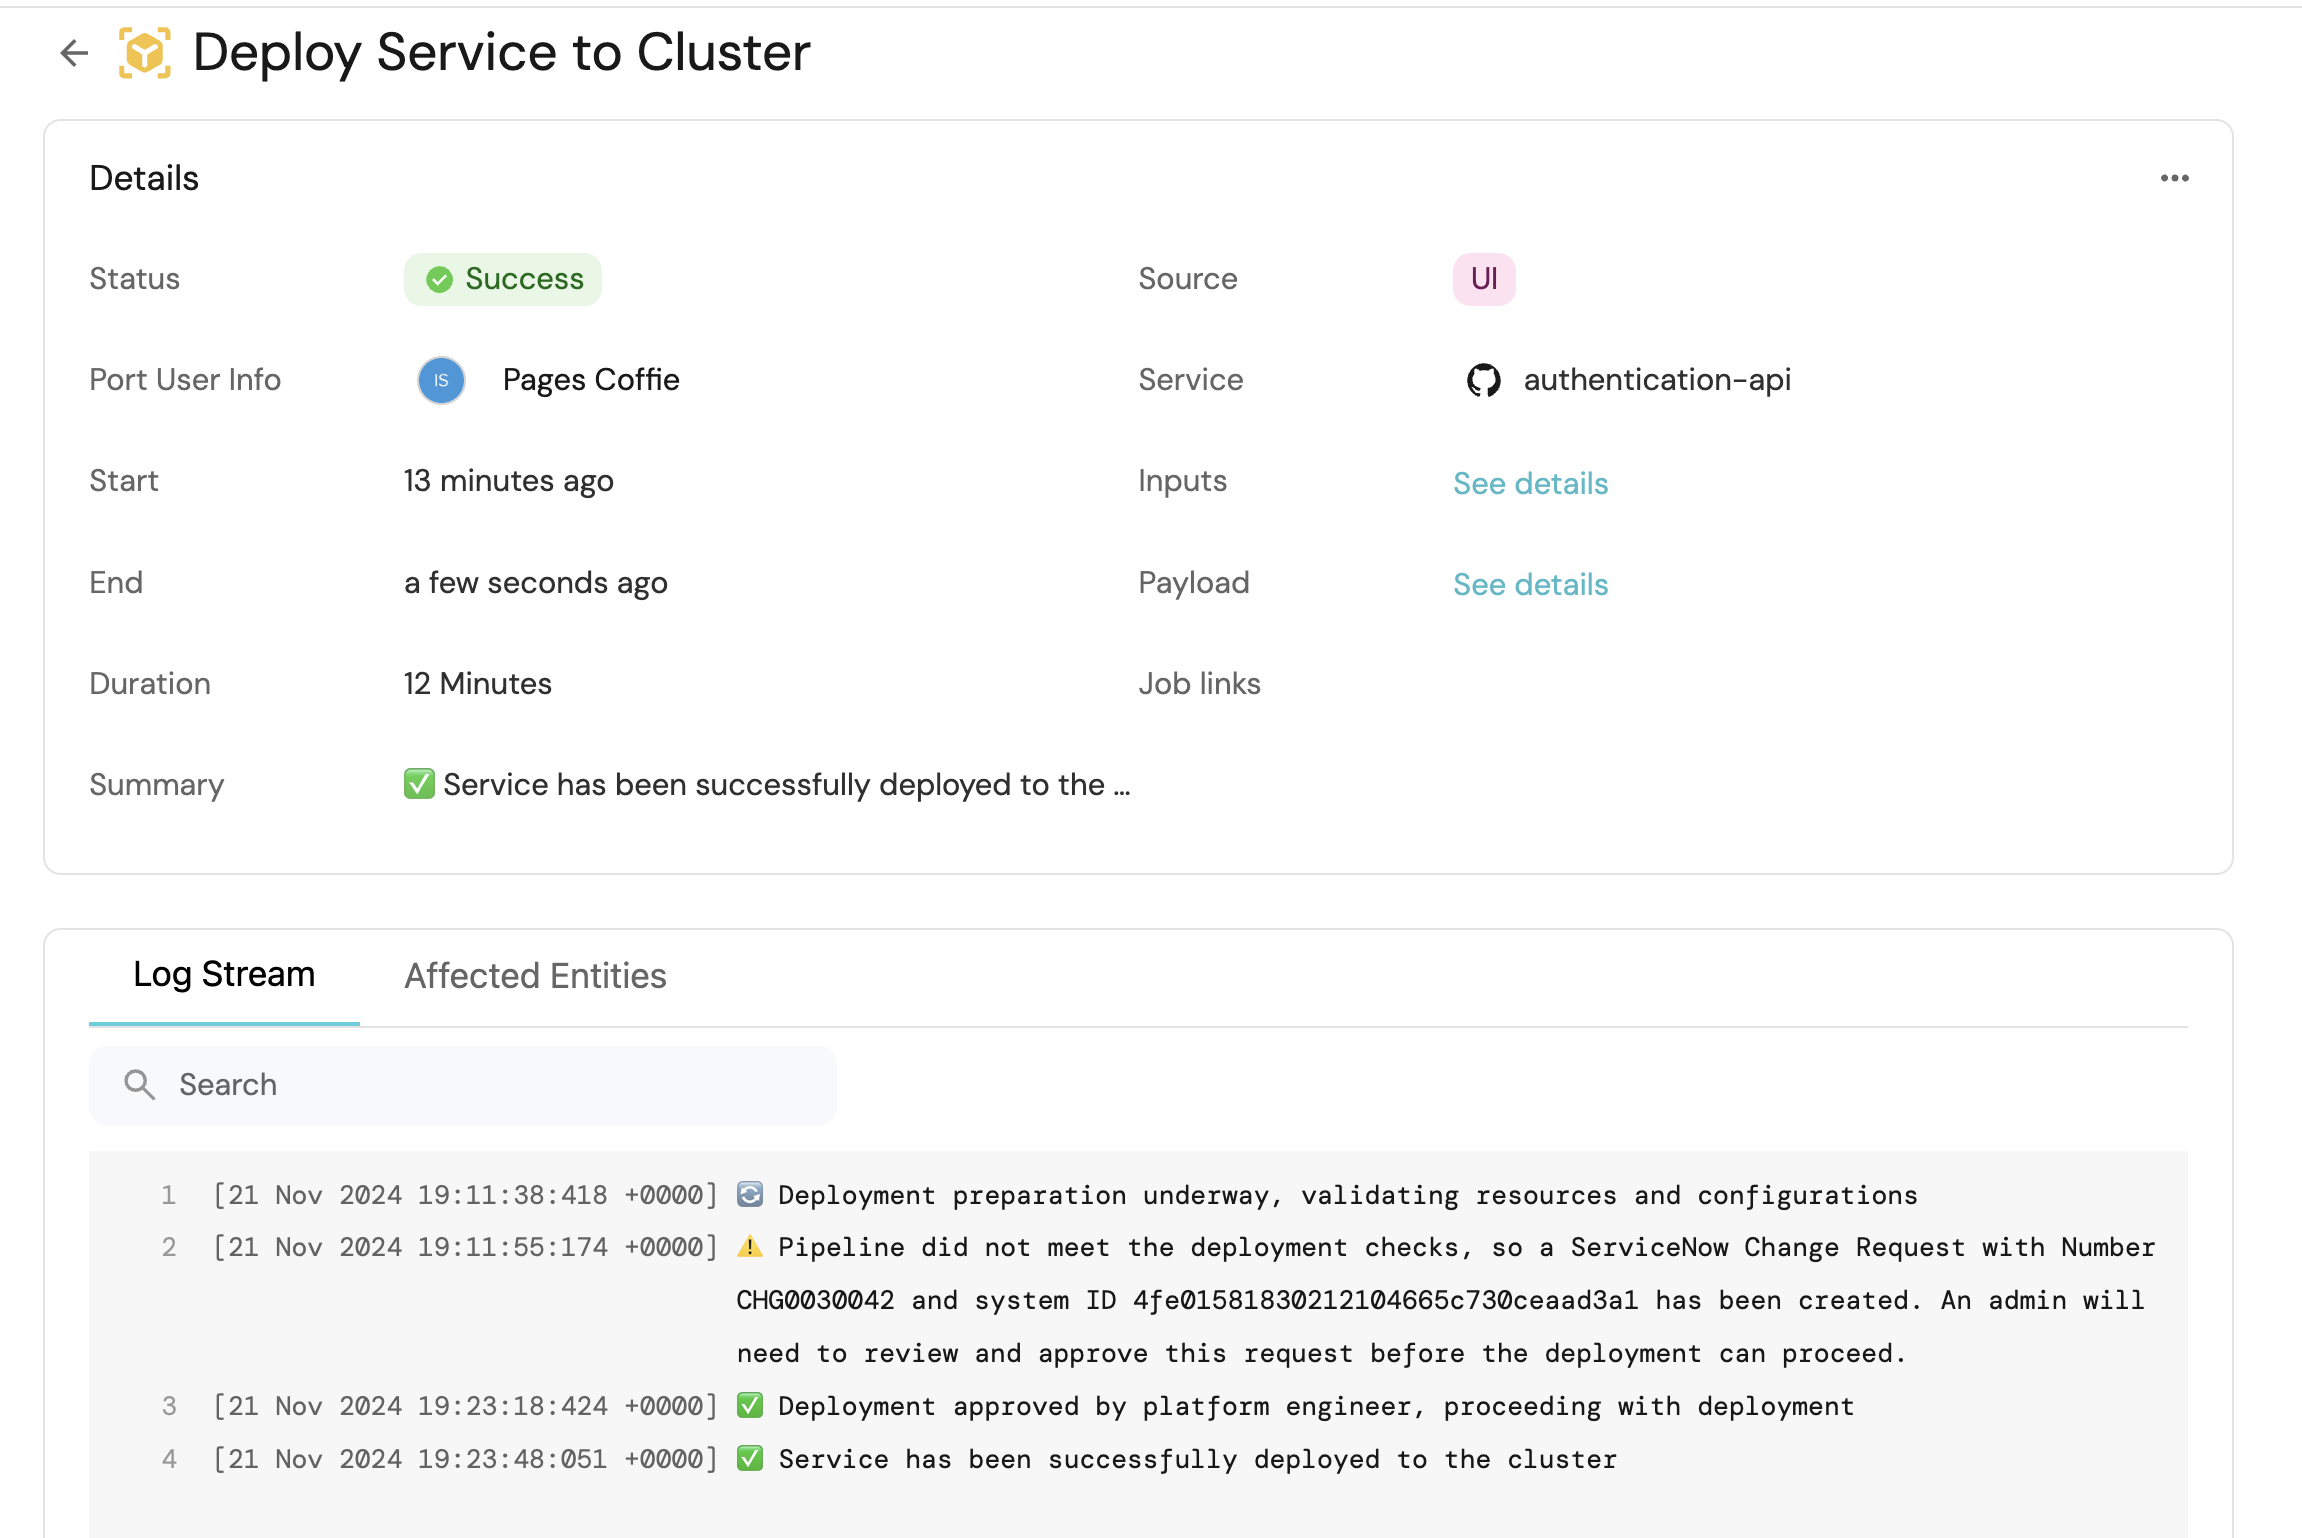 Deploy Service to Cluster
Details
Status Success Source UI
Port User Info IS Pages Coffie Service authentication-api
Start 13 minutes ago Inputs See details
End a few seconds ago Payload See details
Duration 12 Minutes Job links
Summary ✅ Service has been successfully deployed to the ...
Log Stream Affected Entities
Search
1 [21 Nov 2024 19:11:38:418 +0000] 🔄 Deployment preparation underway, validating resources and configurations
2 [21 Nov 2024 19:11:55:174 +0000] ⚠️ Pipeline did not meet the deployment checks, so a ServiceNow Change Request with Number
CHG0030042 and system ID 4fe01581830212104665c730ceaad3a1 has been created. An admin will
need to review and approve this request before the deployment can proceed.
3 [21 Nov 2024 19:23:18:424 +0000] ✅ Deployment approved by platform engineer, proceeding with deployment
4 [21 Nov 2024 19:23:48:051 +0000] ✅ Service has been successfully deployed to the cluster